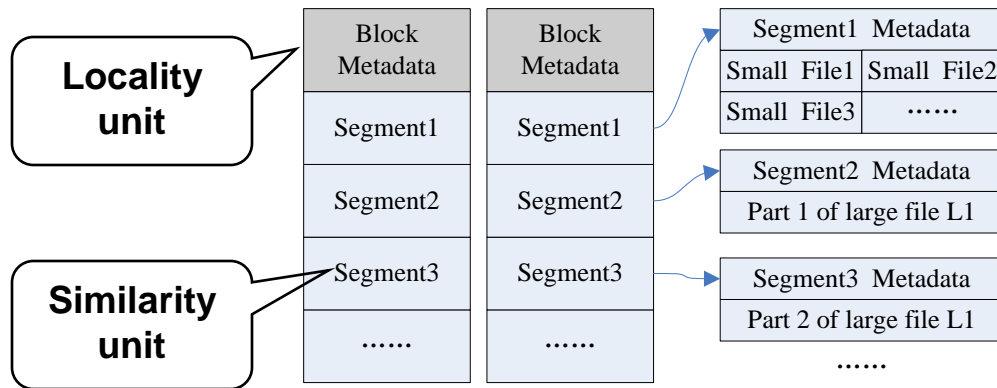 Locality
unit
Similarity
unit
Block
Metadata
Segment1
Segment2
Segment3
……
Block
Metadata
Segment1
Segment2
Segment3
……
Segment1 Metadata
Small File1 Small File2
Small File3 ……
Segment2 Metadata
Part 1 of large file L1
Segment3 Metadata
Part 2 of large file L1
……